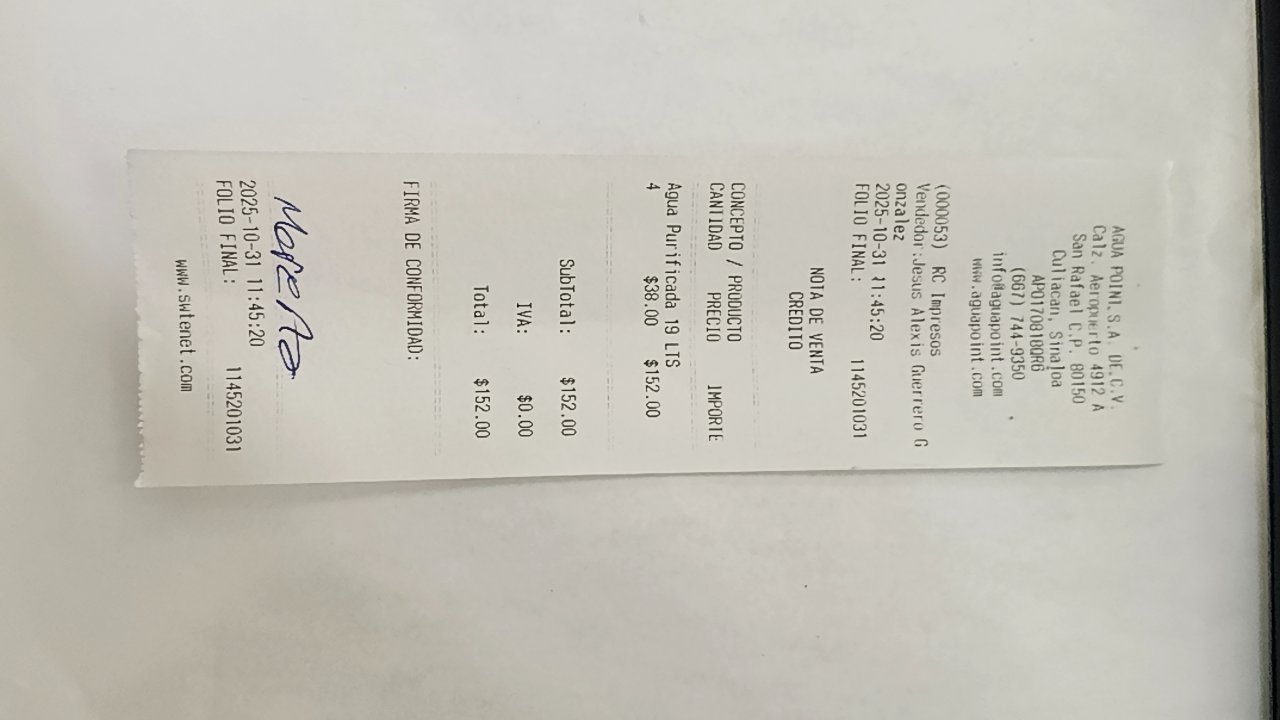 AGUA POINT S.A. DE.C.V.
Calz. Aeropuerto 4912 A
San Rafael C.P. 80150
Culiacan, Sinaloa
APO170818QR6
(667) 744-9350
info@aguapoint.com
www.aguapoint.com
(000053) RC Impresos
Vendedor:Jesus Alexis Guerrero G
onzalez
2025-10-31 11:45:20
FOLIO FINAL: 1145201031
NOTA DE VENTA
CREDITO
CONCEPTO / PRODUCTO
CANTIDAD PRECIO IMPORTE
Agua Purificada 19 LTS
4 $38.00 $152.00
SubTotal: $152.00
IVA: $0.00
Total: $152.00
FIRMA DE CONFORMIDAD:
2025-10-31 11:45:20
FOLIO FINAL: 1145201031
www.swtenet.com